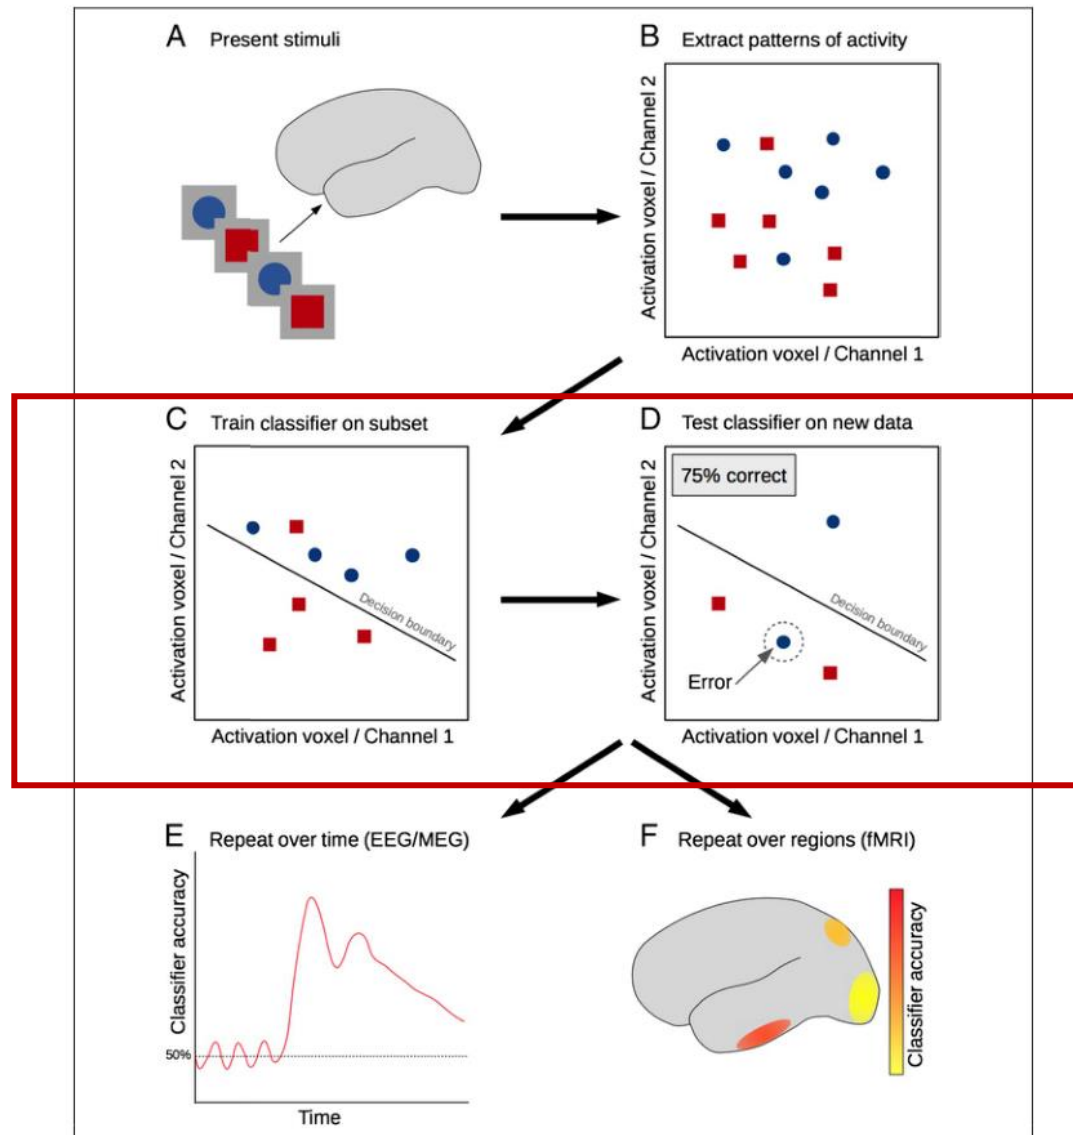 A Present stimuli
B Extract patterns of activity
Activation voxel / Channel 2
Activation voxel / Channel 1
C Train classifier on subset
Activation voxel / Channel 2
Decision boundary
Activation voxel / Channel 1
D Test classifier on new data
75% correct
Activation voxel / Channel 2
Decision boundary
Error
Activation voxel / Channel 1
E Repeat over time (EEG/MEG)
Classifier accuracy
50%
Time
F Repeat over regions (fMRI)
Classifier accuracy